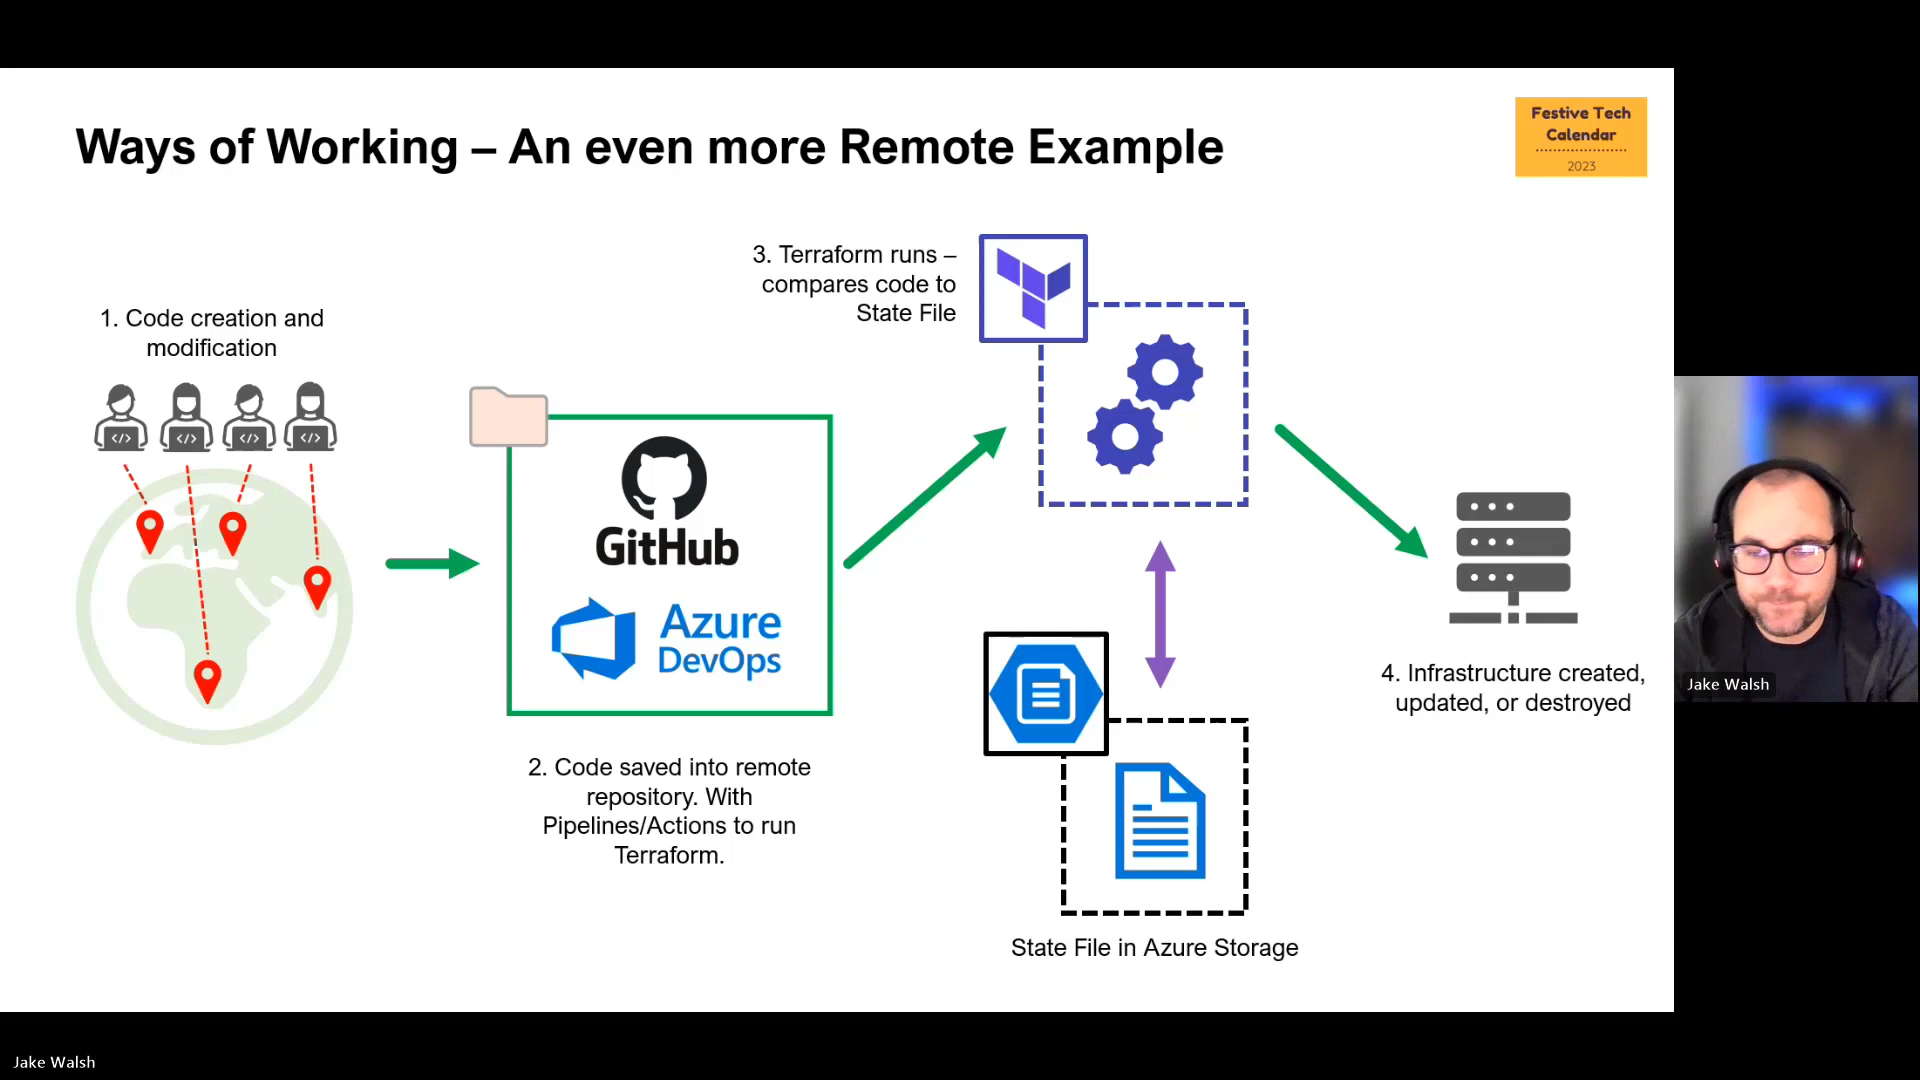 Ways of Working – An even more Remote Example
Festive Tech
Calendar
2023
1. Code creation and
modification
GitHub
Azure
DevOps
2. Code saved into remote
repository. With
Pipelines/Actions to run
Terraform.
3. Terraform runs –
compares code to
State File
State File in Azure Storage
4. Infrastructure created,
updated, or destroyed
Jake Walsh
Jake Walsh